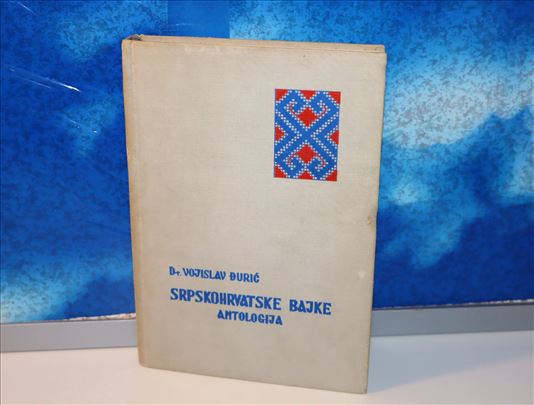 Dr. VOJISLAV ĐURIĆ
SRPSKOHRVATSKE BAJKE
ANTOLOGIJA